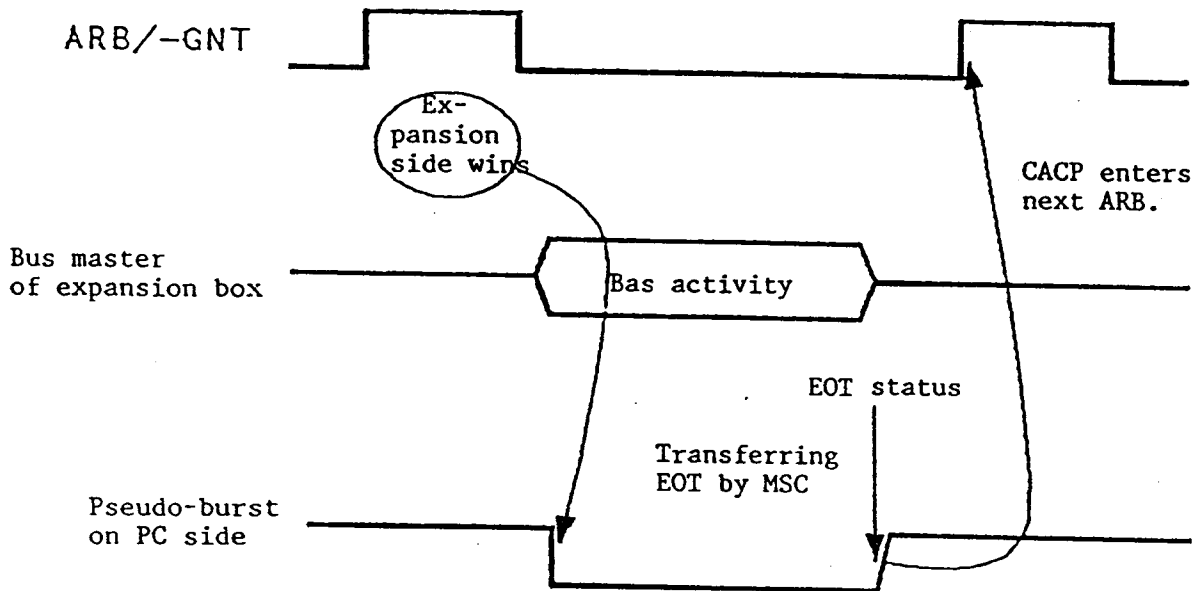 ARB/-GNT
Ex-
pansion
side wins
CACP enters
next ARB.
Bus master
of expansion box
Bas activity
EOT status
Transferring
EOT by MSC
Pseudo-burst
on PC side